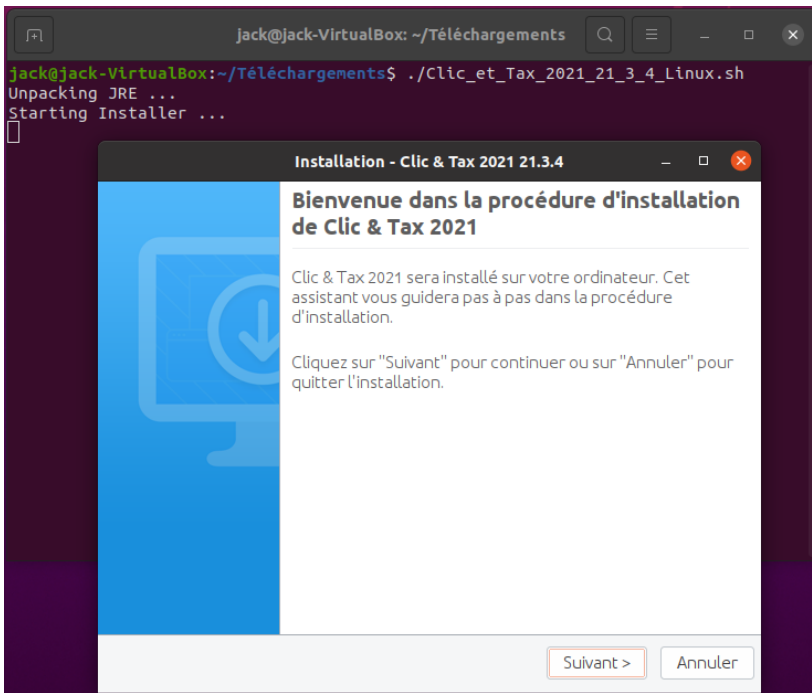 jack@jack-VirtualBox: ~/Téléchargements
jack@jack-VirtualBox:~/Téléchargements$ ./Clic_et_Tax_2021_21_3_4_Linux.sh
Unpacking JRE ...
Starting Installer ...
Installation - Clic & Tax 2021 21.3.4
Bienvenue dans la procédure d'installation
de Clic & Tax 2021
Clic & Tax 2021 sera installé sur votre ordinateur. Cet
assistant vous guidera pas à pas dans la procédure
d'installation.
Cliquez sur "Suivant" pour continuer ou sur "Annuler" pour
quitter l'installation.
Suivant >
Annuler